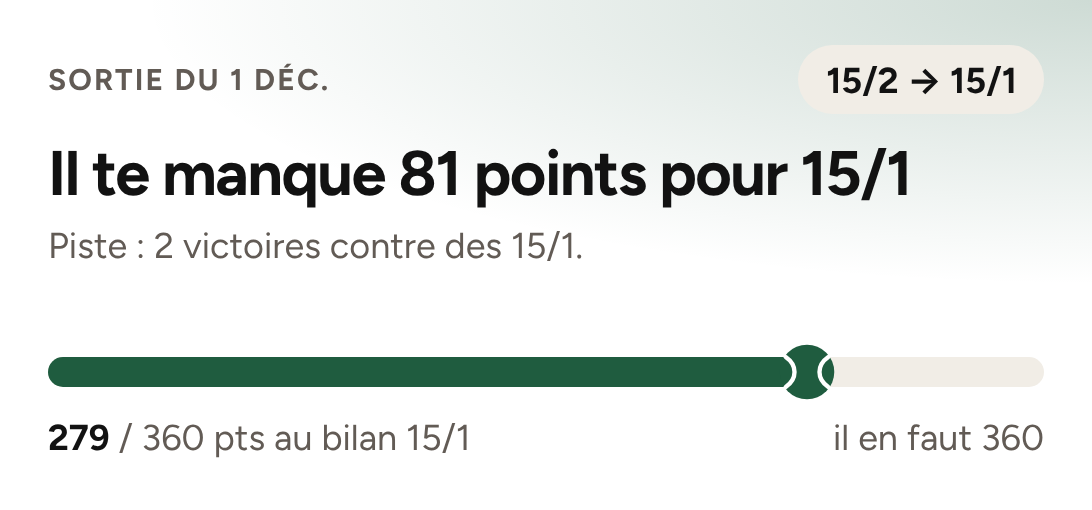 SORTIE DU 1 DÉC.
15/2 → 15/1
Il te manque 81 points pour 15/1
Piste : 2 victoires contre des 15/1.
279 / 360 pts au bilan 15/1
il en faut 360